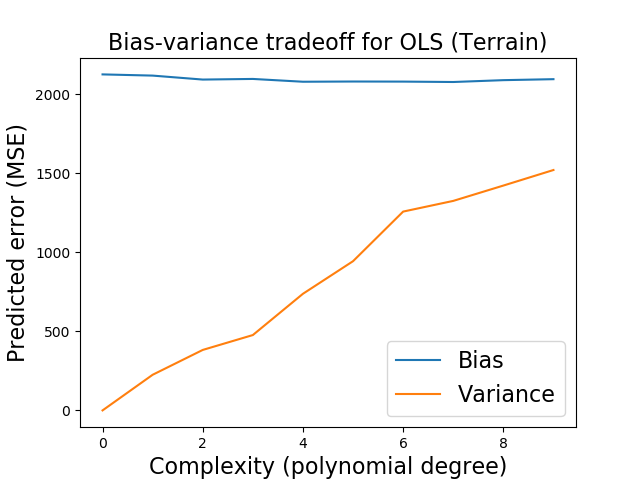 Bias-variance tradeoff for OLS (Terrain)
Predicted error (MSE)
2000
1500
1000
500
0
Bias
Variance
0 2 4 6 8
Complexity (polynomial degree)